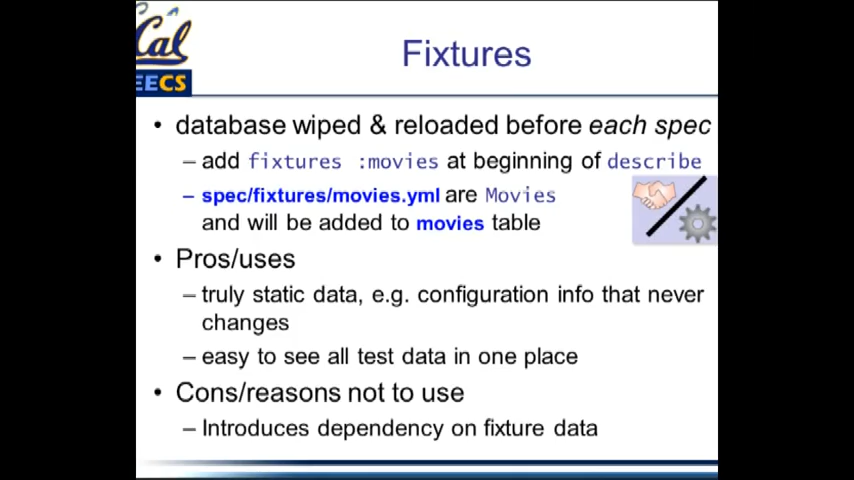 Cal
EECS
Fixtures
• database wiped & reloaded before each spec
– add fixtures :movies at beginning of describe
– spec/fixtures/movies.yml are Movies
and will be added to movies table
• Pros/uses
– truly static data, e.g. configuration info that never
changes
– easy to see all test data in one place
• Cons/reasons not to use
– Introduces dependency on fixture data